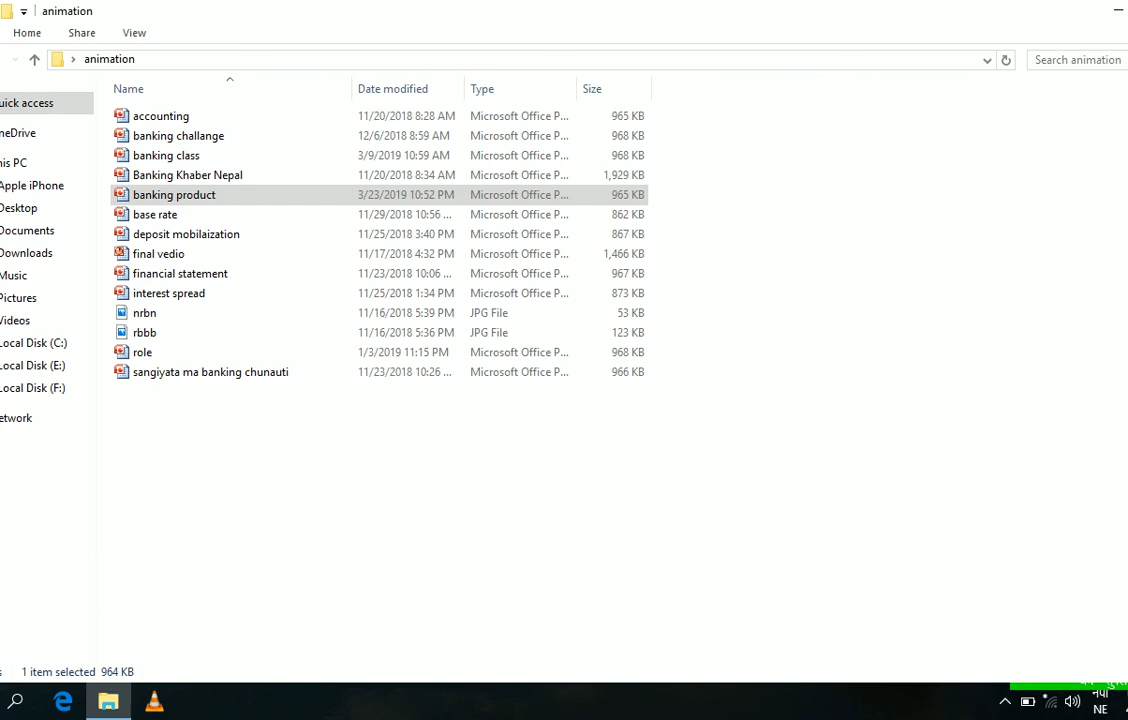 animation
Home Share View
animation Search animation
Name Date modified Type Size
uick access
accounting 11/20/2018 8:28 AM Microsoft Office P... 965 KB
neDrive
banking challange 12/6/2018 8:59 AM Microsoft Office P... 968 KB
his PC
banking class 3/9/2019 10:59 AM Microsoft Office P... 968 KB
Apple iPhone
Banking Khaber Nepal 11/20/2018 8:34 AM Microsoft Office P... 1,929 KB
Desktop
banking product 3/23/2019 10:52 PM Microsoft Office P... 965 KB
Documents
base rate 11/29/2018 10:56 ... Microsoft Office P... 862 KB
Downloads
deposit mobilaization 11/25/2018 3:40 PM Microsoft Office P... 867 KB
Music
final vedio 11/17/2018 4:32 PM Microsoft Office P... 1,466 KB
Pictures
financial statement 11/23/2018 10:06 ... Microsoft Office P... 967 KB
Videos
interest spread 11/25/2018 1:34 PM Microsoft Office P... 873 KB
Local Disk (C:)
nrbn 11/16/2018 5:39 PM JPG File 53 KB
Local Disk (E:)
rbbb 11/16/2018 5:36 PM JPG File 123 KB
Local Disk (F:)
role 1/3/2019 11:15 PM Microsoft Office P... 968 KB
etwork
sangiyata ma banking chunauti 11/23/2018 10:26 ... Microsoft Office P... 966 KB
s 1 item selected 964 KB
नेपा
NE